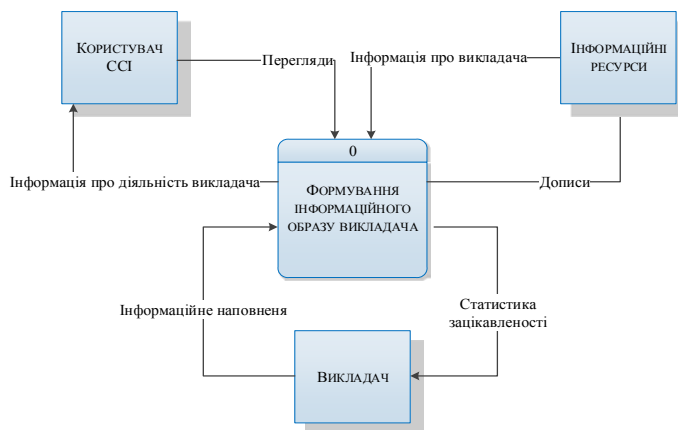 Користувач
ССІ
Перегляди
Інформація про викладача
Інформаційні
ресурси
0
Інформація про діяльність викладача
Формування
інформаційного
образу викладача
Дописи
Інформаційне наповненя
Статистика
зацікавленості
Викладач